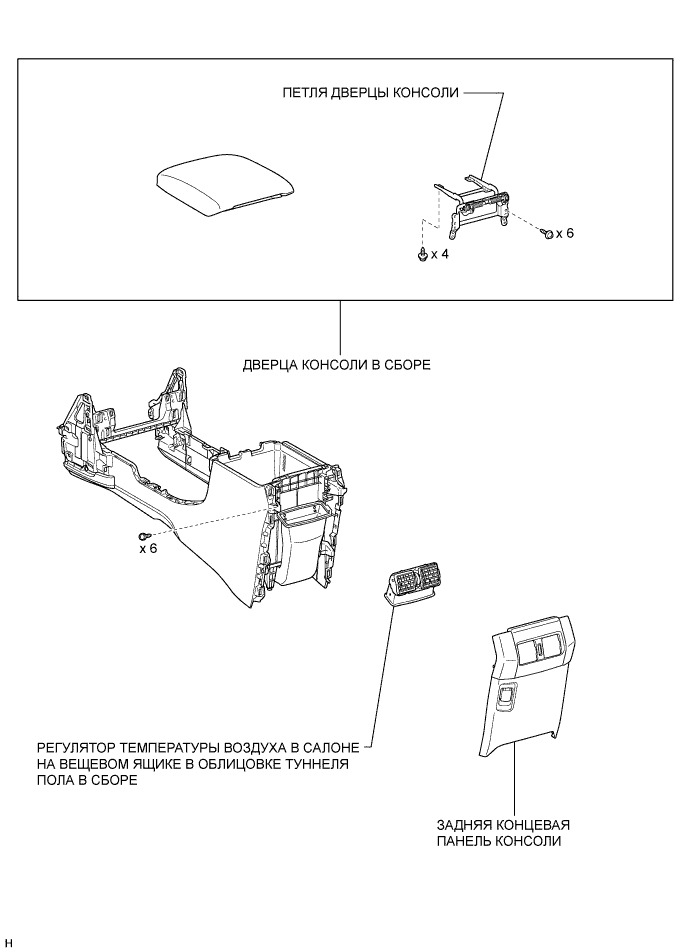 ПЕТЛЯ ДВЕРЦЫ КОНСОЛИ
x 6
x 4
ДВЕРЦА КОНСОЛИ В СБОРЕ
x 6
РЕГУЛЯТОР ТЕМПЕРАТУРЫ ВОЗДУХА В САЛОНЕ
НА ВЕЩЕВОМ ЯЩИКЕ В ОБЛИЦОВКЕ ТУННЕЛЯ
ПОЛА В СБОРЕ
ЗАДНЯЯ КОНЦЕВАЯ
ПАНЕЛЬ КОНСОЛИ
H